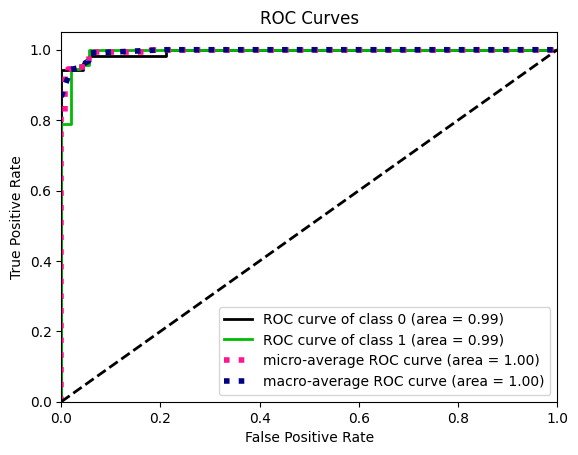 ROC Curves
1.0
0.8
0.6
0.4
0.2
0.0
True Positive Rate
ROC curve of class 0 (area = 0.99)
ROC curve of class 1 (area = 0.99)
micro-average ROC curve (area = 1.00)
macro-average ROC curve (area = 1.00)
0.0 0.2 0.4 0.6 0.8 1.0
False Positive Rate